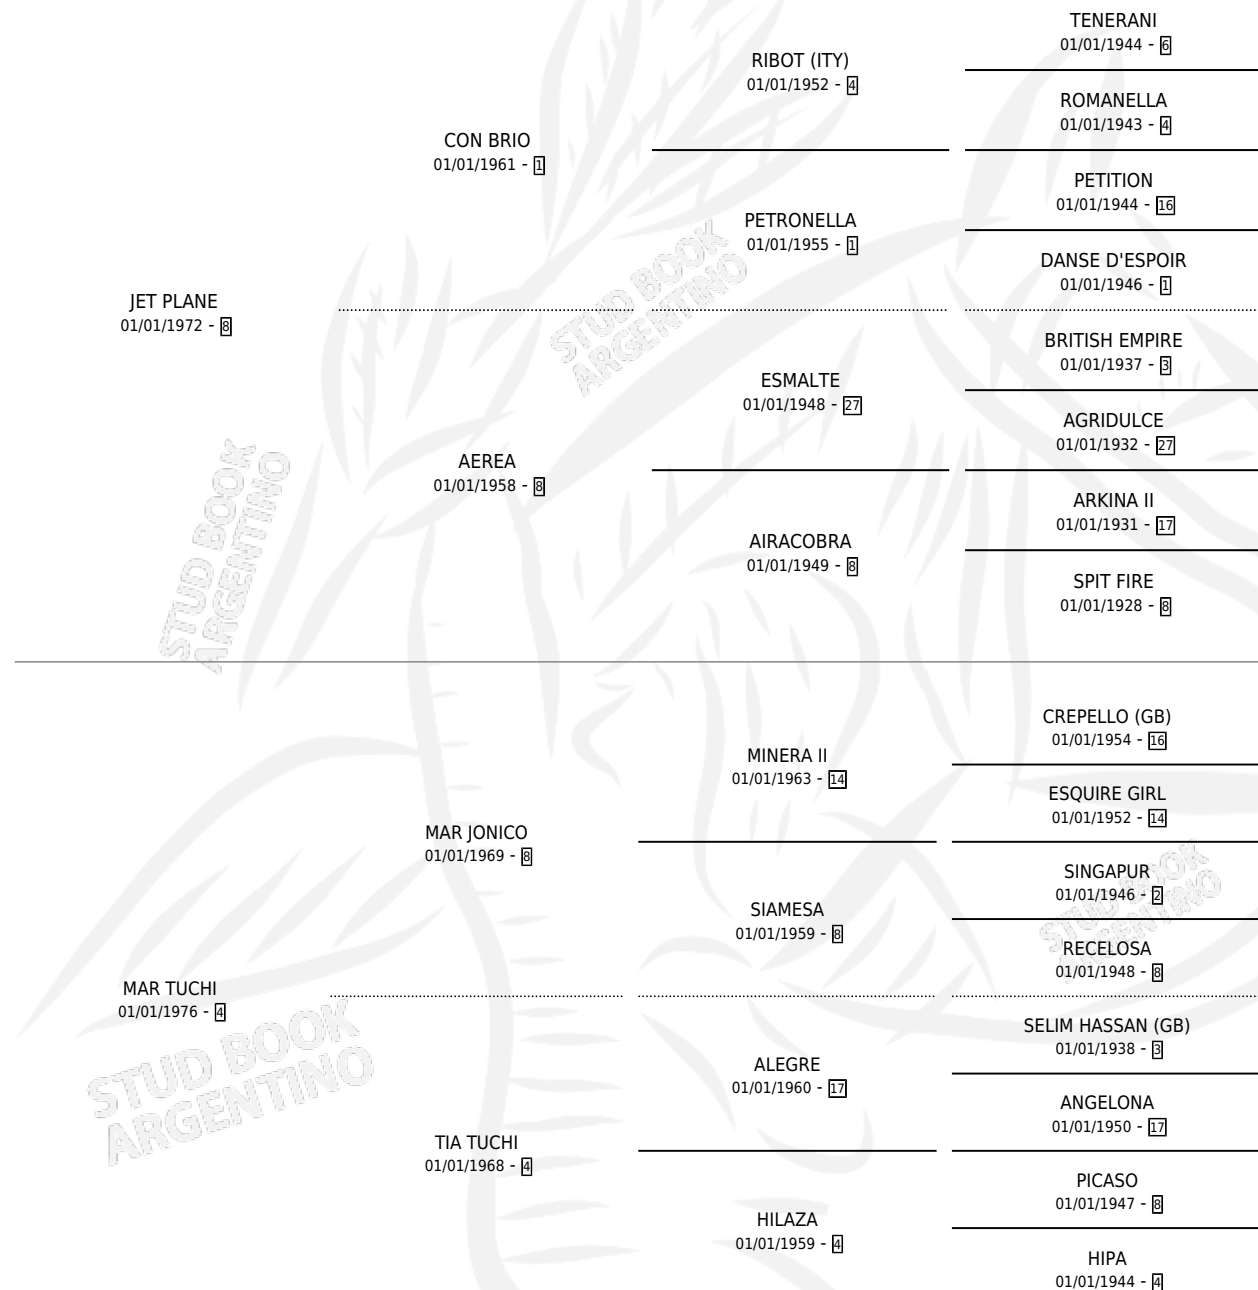 TENERANI
01/01/1944 - 6
RIBOT (ITY)
01/01/1952 - 4
ROMANELLA
01/01/1943 - 4
CON BRIO
01/01/1961 - 1
PETITION
01/01/1944 - 16
PETRONELLA
01/01/1955 - 1
DANSE D'ESPOIR
01/01/1946 - 1
JET PLANE
01/01/1972 - 8
STUD BOOK
ARGENTINO
BRITISH EMPIRE
01/01/1937 - 3
ESMALTE
01/01/1948 - 27
AGRIDULCE
01/01/1932 - 27
AEREA
01/01/1958 - 8
ARKINA II
01/01/1931 - 17
AIRACOBRA
01/01/1949 - 8
SPIT FIRE
01/01/1928 - 8
STUD BOOK
ARGENTINO
CREPELLO (GB)
01/01/1954 - 16
MINERA II
01/01/1963 - 14
ESQUIRE GIRL
01/01/1952 - 14
MAR JONICO
01/01/1969 - 8
SINGAPUR
01/01/1946 - 2
SIAMESA
01/01/1959 - 8
RECELOSA
01/01/1948 - 8
STUD BOOK
ARGENTINO
MAR TUCHI
01/01/1976 - 4
SELIM HASSAN (GB)
01/01/1938 - 3
ALEGRE
01/01/1960 - 17
ANGELONA
01/01/1950 - 17
STUD BOOK
ARGENTINO
TIA TUCHI
01/01/1968 - 4
PICASO
01/01/1947 - 8
HILAZA
01/01/1959 - 4
HIPA
01/01/1944 - 4